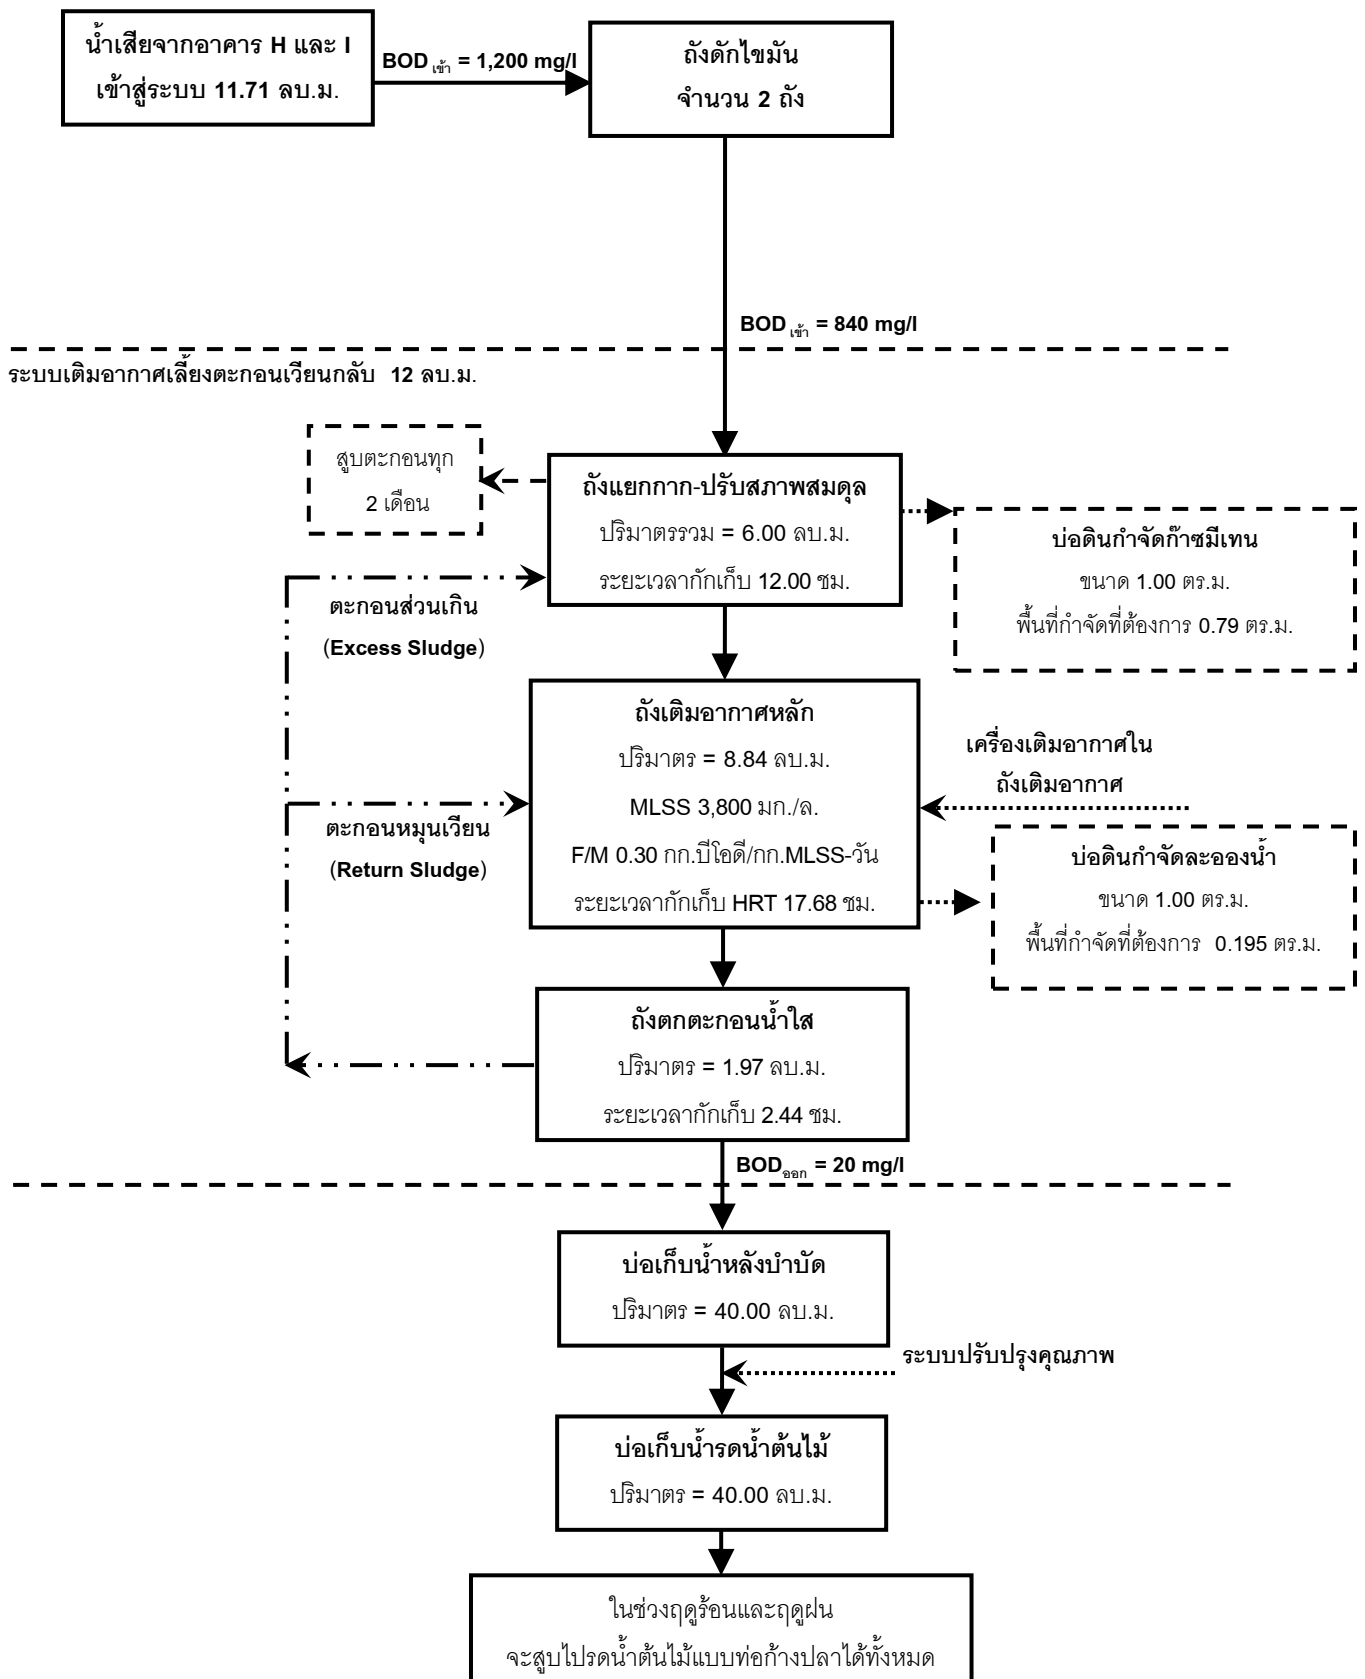 น้ำเสียจากอาคาร H และ I
เข้าสู่ระบบ 11.71 ลบ.ม.
BOD เข้า = 1,200 mg/l
ถังดักไขมัน
จำนวน 2 ถัง
BOD เข้า = 840 mg/l
ระบบเติมอากาศเลี้ยงตะกอนเวียนกลับ 12 ลบ.ม.
สูบตะกอนทุก
2 เดือน
ถังแยกกาก-ปรับสภาพสมดุล
ปริมาตรรวม = 6.00 ลบ.ม.
ระยะเวลากักเก็บ 12.00 ชม.
บ่อดินกำจัดก๊าซมีเทน
ขนาด 1.00 ตร.ม.
พื้นที่กำจัดที่ต้องการ 0.79 ตร.ม.
ตะกอนส่วนเกิน
(Excess Sludge)
ถังเติมอากาศหลัก
ปริมาตร = 8.84 ลบ.ม.
MLSS 3,800 มก./ล.
F/M 0.30 กก.บีโอดี/กก.MLSS-วัน
ระยะเวลากักเก็บ HRT 17.68 ชม.
เครื่องเติมอากาศใน
ถังเติมอากาศ
ตะกอนหมุนเวียน
(Return Sludge)
บ่อดินกำจัดละอองน้ำ
ขนาด 1.00 ตร.ม.
พื้นที่กำจัดที่ต้องการ 0.195 ตร.ม.
ถังตกตะกอนน้ำใส
ปริมาตร = 1.97 ลบ.ม.
ระยะเวลากักเก็บ 2.44 ชม.
BODออก = 20 mg/l
บ่อเก็บน้ำหลังบำบัด
ปริมาตร = 40.00 ลบ.ม.
ระบบปรับปรุงคุณภาพ
บ่อเก็บน้ำรดน้ำต้นไม้
ปริมาตร = 40.00 ลบ.ม.
ในช่วงฤดูร้อนและฤดูฝน
จะสูบไปรดน้ำต้นไม้แบบท่อก้างปลาได้ทั้งหมด